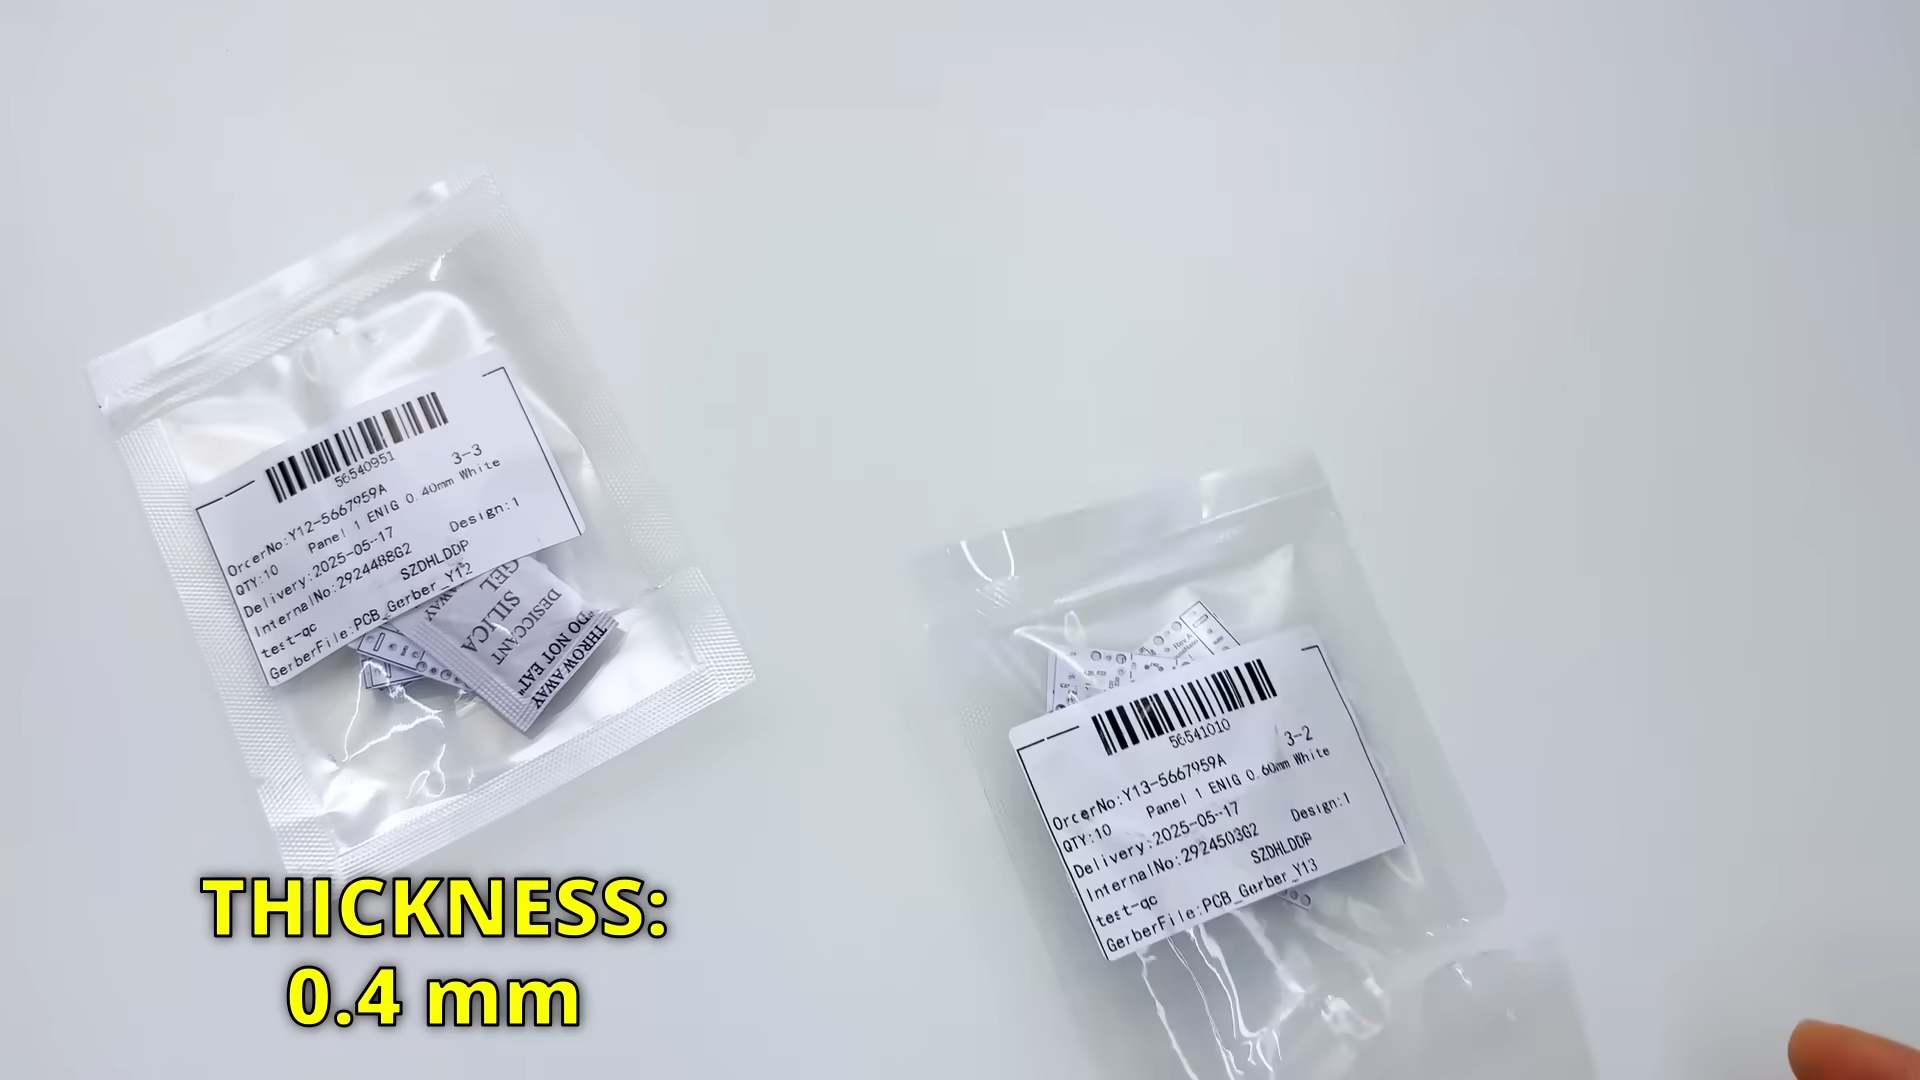 56540951
3-3
OrcerNo:Y12-5667959A
Panel 1 ENIG 0.40mm White
QTY:10
Delivery:2025-05-17
Design:1
InternalNo:2924488G2
test-qc
SZDHLDDP
GerberFile:PCB_Gerber_Y12
AWAY
GEL
SILICA
DESICCANT
"DO NOT EAT"
THROW AWAY
Rev.A
56541010
3-2
OrcerNo:Y13-5667959A
Panel 1 ENIG 0.60mm White
QTY:10
Delivery:2025-05-17
Design:1
InternalNo:2924503G2
test-qc
SZDHLDDP
GerberFile:PCB_Gerber_Y13
THICKNESS:
0.4 mm